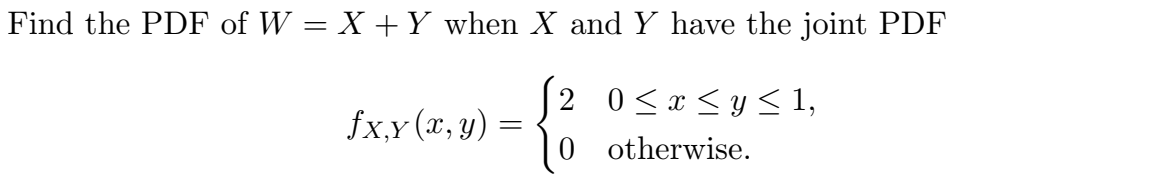 Find the PDF of W = X + Y when X and Y have the joint PDF
f_{X,Y}(x, y) = { 2 0 ≤ x ≤ y ≤ 1,
0 otherwise.